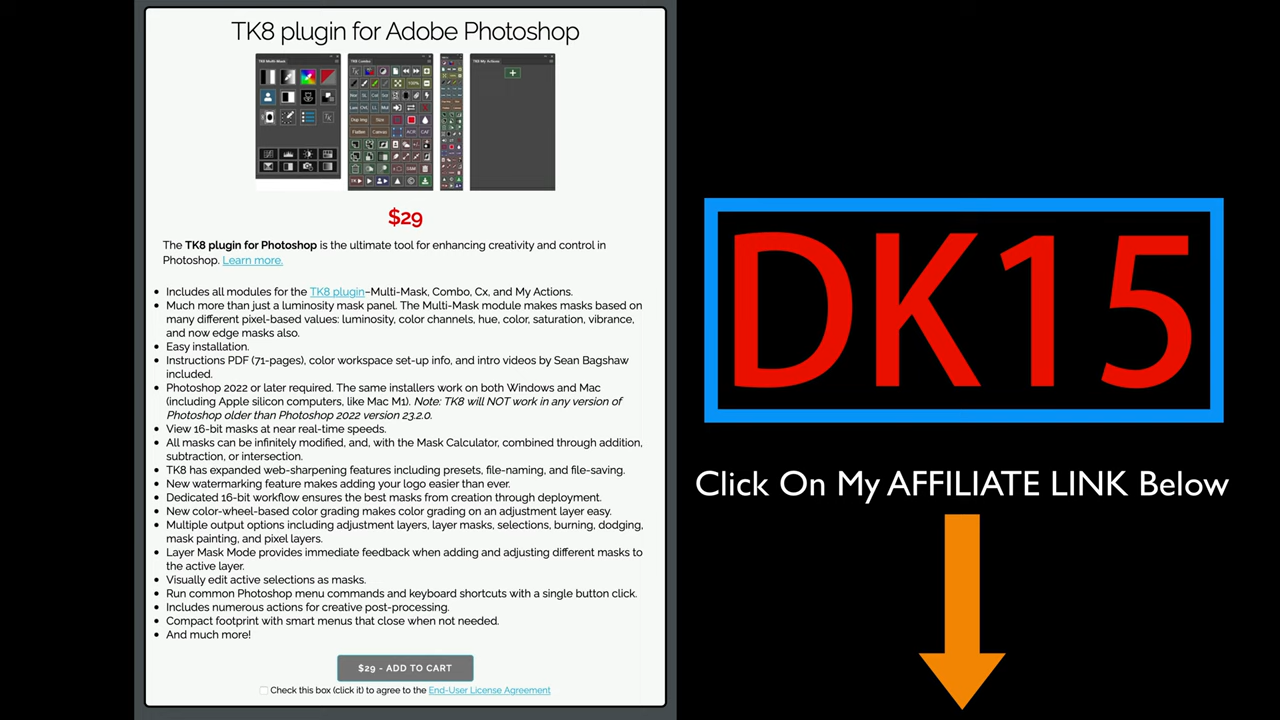 TK8 plugin for Adobe Photoshop
TK8 Multi-Mask
TK8 Combo
TK8 My Actions
$29
The TK8 plugin for Photoshop is the ultimate tool for enhancing creativity and control in
Photoshop. Learn more.
• Includes all modules for the TK8 plugin–Multi-Mask, Combo, Cx, and My Actions.
• Much more than just a luminosity mask panel. The Multi-Mask module makes masks based on
many different pixel-based values: luminosity, color channels, hue, color, saturation, vibrance,
and now edge masks also.
• Easy installation.
• Instructions PDF (71-pages), color workspace set-up info, and intro videos by Sean Bagshaw
included.
• Photoshop 2022 or later required. The same installers work on both Windows and Mac
(including Apple silicon computers, like Mac M1). Note: TK8 will NOT work in any version of
Photoshop older than Photoshop 2022 version 23.2.0.
• View 16-bit masks at near real-time speeds.
• All masks can be infinitely modified, and, with the Mask Calculator, combined through addition,
subtraction, or intersection.
• TK8 has expanded web-sharpening features including presets, file-naming, and file-saving.
• New watermarking feature makes adding your logo easier than ever.
• Dedicated 16-bit workflow ensures the best masks from creation through deployment.
• New color-wheel-based color grading makes color grading on an adjustment layer easy.
• Multiple output options including adjustment layers, layer masks, selections, burning, dodging,
mask painting, and pixel layers.
• Layer Mask Mode provides immediate feedback when adding and adjusting different masks to
the active layer.
• Visually edit active selections as masks.
• Run common Photoshop menu commands and keyboard shortcuts with a single button click.
• Includes numerous actions for creative post-processing.
• Compact footprint with smart menus that close when not needed.
• And much more!
$29 - ADD TO CART
Check this box (click it) to agree to the End-User License Agreement
DK15
Click On My AFFILIATE LINK Below